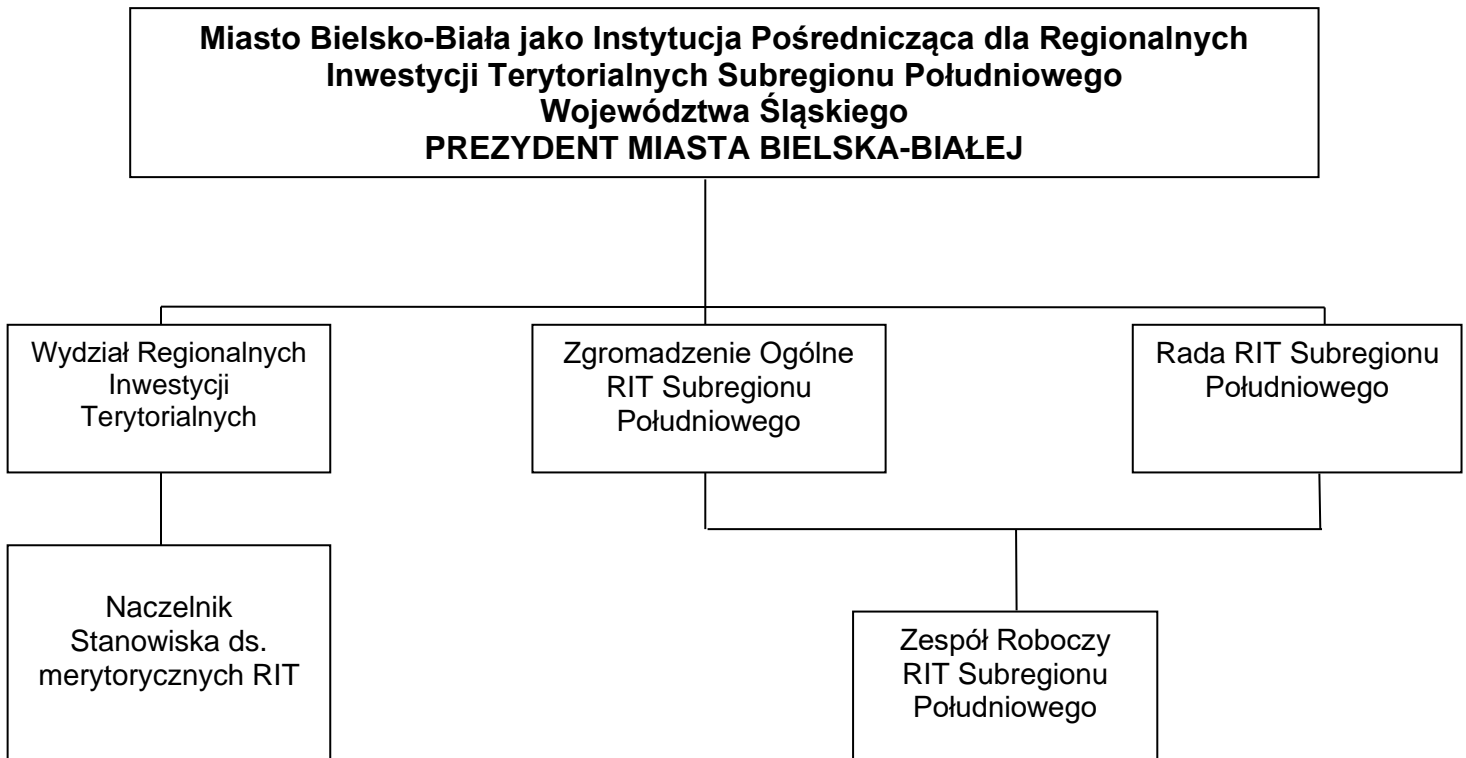 Miasto Bielsko-Biała jako Instytucja Pośrednicząca dla Regionalnych
Inwestycji Terytorialnych Subregionu Południowego
Województwa Śląskiego
PREZYDENT MIASTA BIELSKA-BIAŁEJ
Wydział Regionalnych
Inwestycji
Terytorialnych
Zgromadzenie Ogólne
RIT Subregionu
Południowego
Rada RIT Subregionu
Południowego
Naczelnik
Stanowiska ds.
merytorycznych RIT
Zespół Roboczy
RIT Subregionu
Południowego